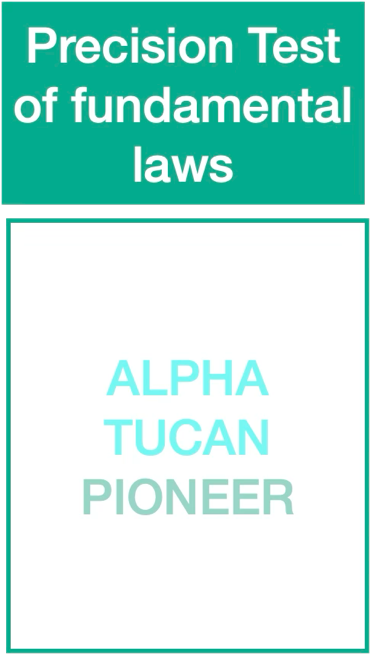 Precision Test
of fundamental
laws
ALPHA
TUCAN
PIONEER